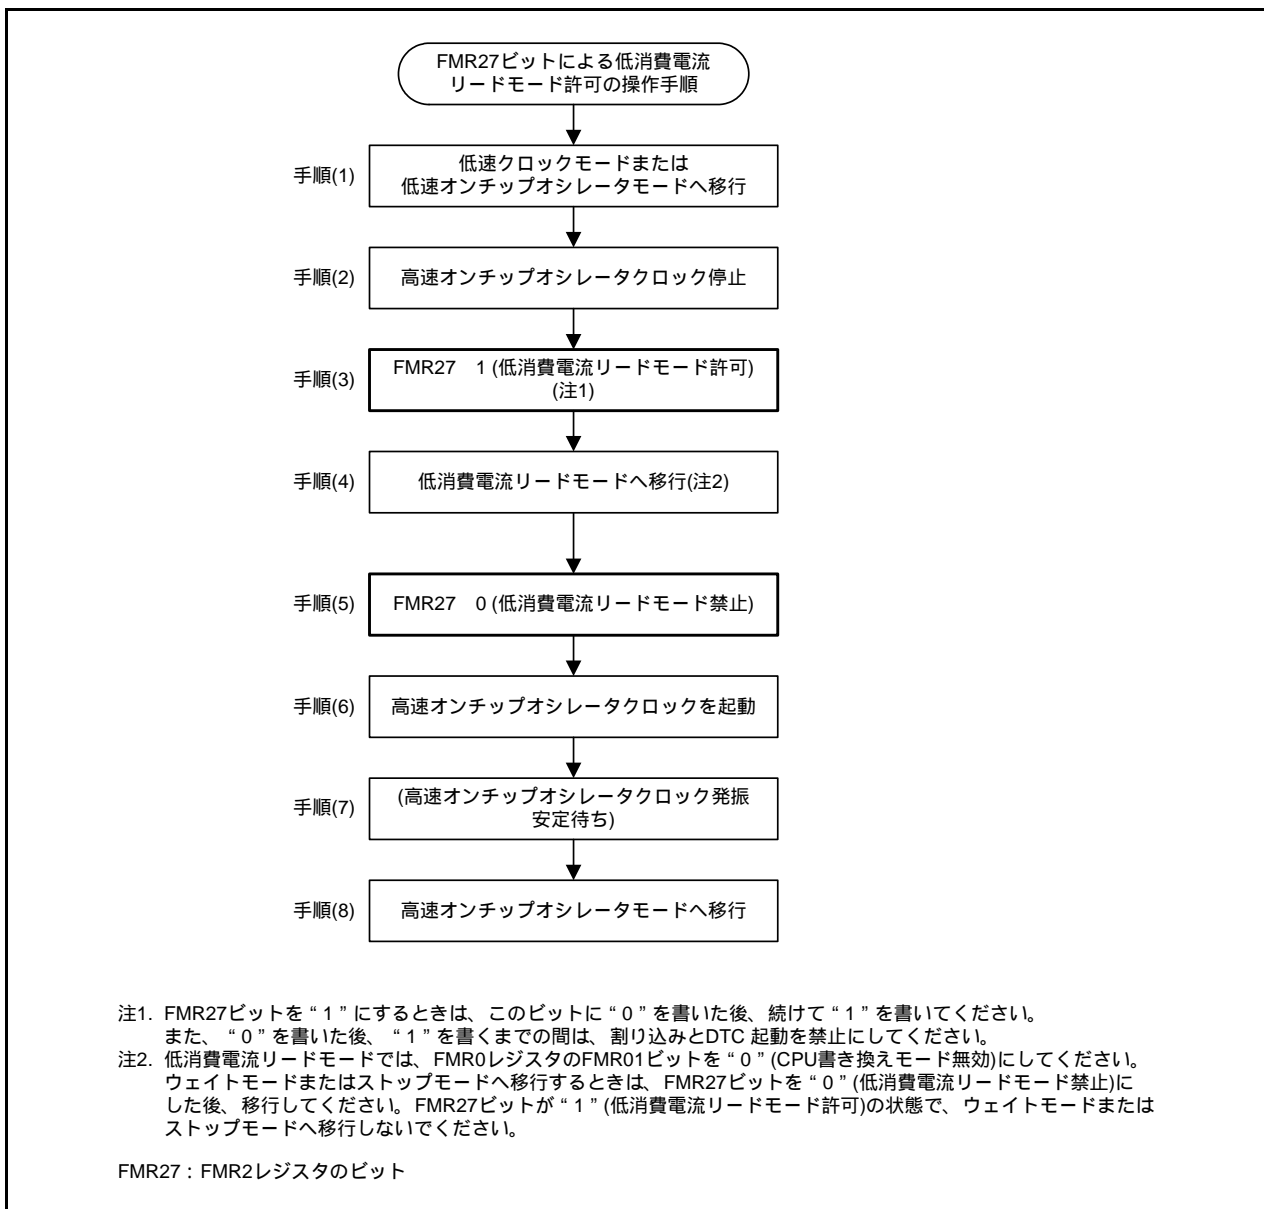 FMR27ビットによる低消費電流
リードモード許可の操作手順
手順(1)
低速クロックモードまたは
低速オンチップオシレータモードへ移行
手順(2)
高速オンチップオシレータクロック停止
手順(3)
FMR27　1 (低消費電流リードモード許可)
(注1)
手順(4)
低消費電流リードモードへ移行(注2)
手順(5)
FMR27　0 (低消費電流リードモード禁止)
手順(6)
高速オンチップオシレータクロックを起動
手順(7)
(高速オンチップオシレータクロック発振
安定待ち)
手順(8)
高速オンチップオシレータモードへ移行
注1. FMR27ビットを“1”にするときは、このビットに“0”を書いた後、続けて“1”を書いてください。
また、“0”を書いた後、“1”を書くまでの間は、割り込みとDTC 起動を禁止にしてください。
注2. 低消費電流リードモードでは、FMR0レジスタのFMR01ビットを“0”(CPU書き換えモード無効)にしてください。
ウェイトモードまたはストップモードへ移行するときは、FMR27ビットを“0”(低消費電流リードモード禁止)に
した後、移行してください。FMR27ビットが“1”(低消費電流リードモード許可)の状態で、ウェイトモードまたは
ストップモードへ移行しないでください。
FMR27：FMR2レジスタのビット